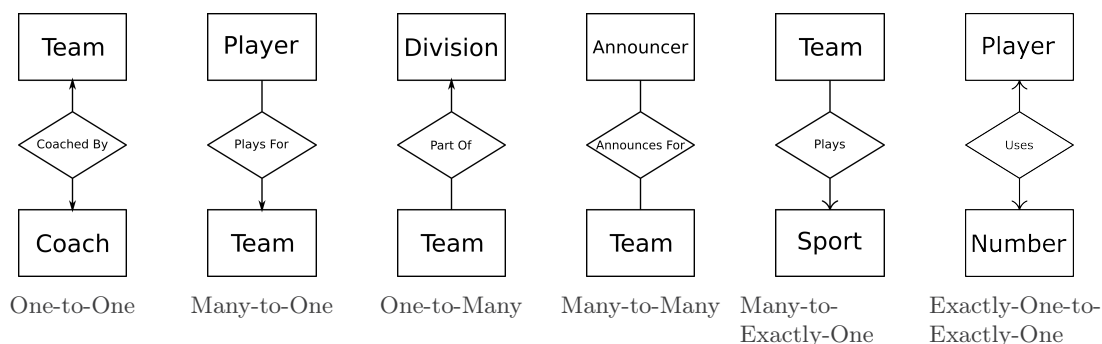 Team
Coached By
Coach
One-to-One
Player
Plays For
Team
Many-to-One
Division
Part Of
Team
One-to-Many
Announcer
Announces For
Team
Many-to-Many
Team
Plays
Sport
Many-to-
Exactly-One
Player
Uses
Number
Exactly-One-to-
Exactly-One